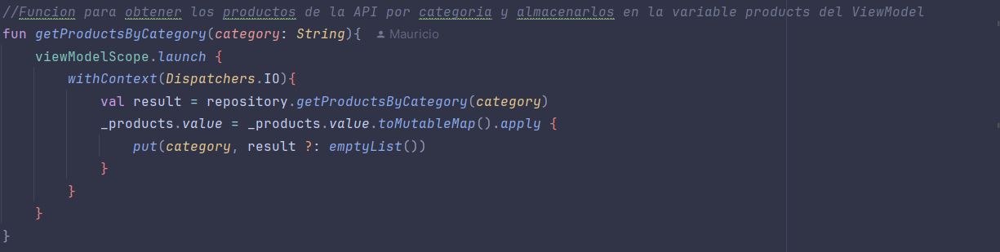 //Funcion para obtener los productos de la API por categoria y almacenarlos en la variable products del ViewModel
fun getProductsByCategory(category: String){ Mauricio
    viewModelScope.launch {
        withContext(Dispatchers.IO){
            val result = repository.getProductsByCategory(category)
            _products.value = _products.value.toMutableMap().apply {
                put(category, result ?: emptyList())
            }
        }
    }
}